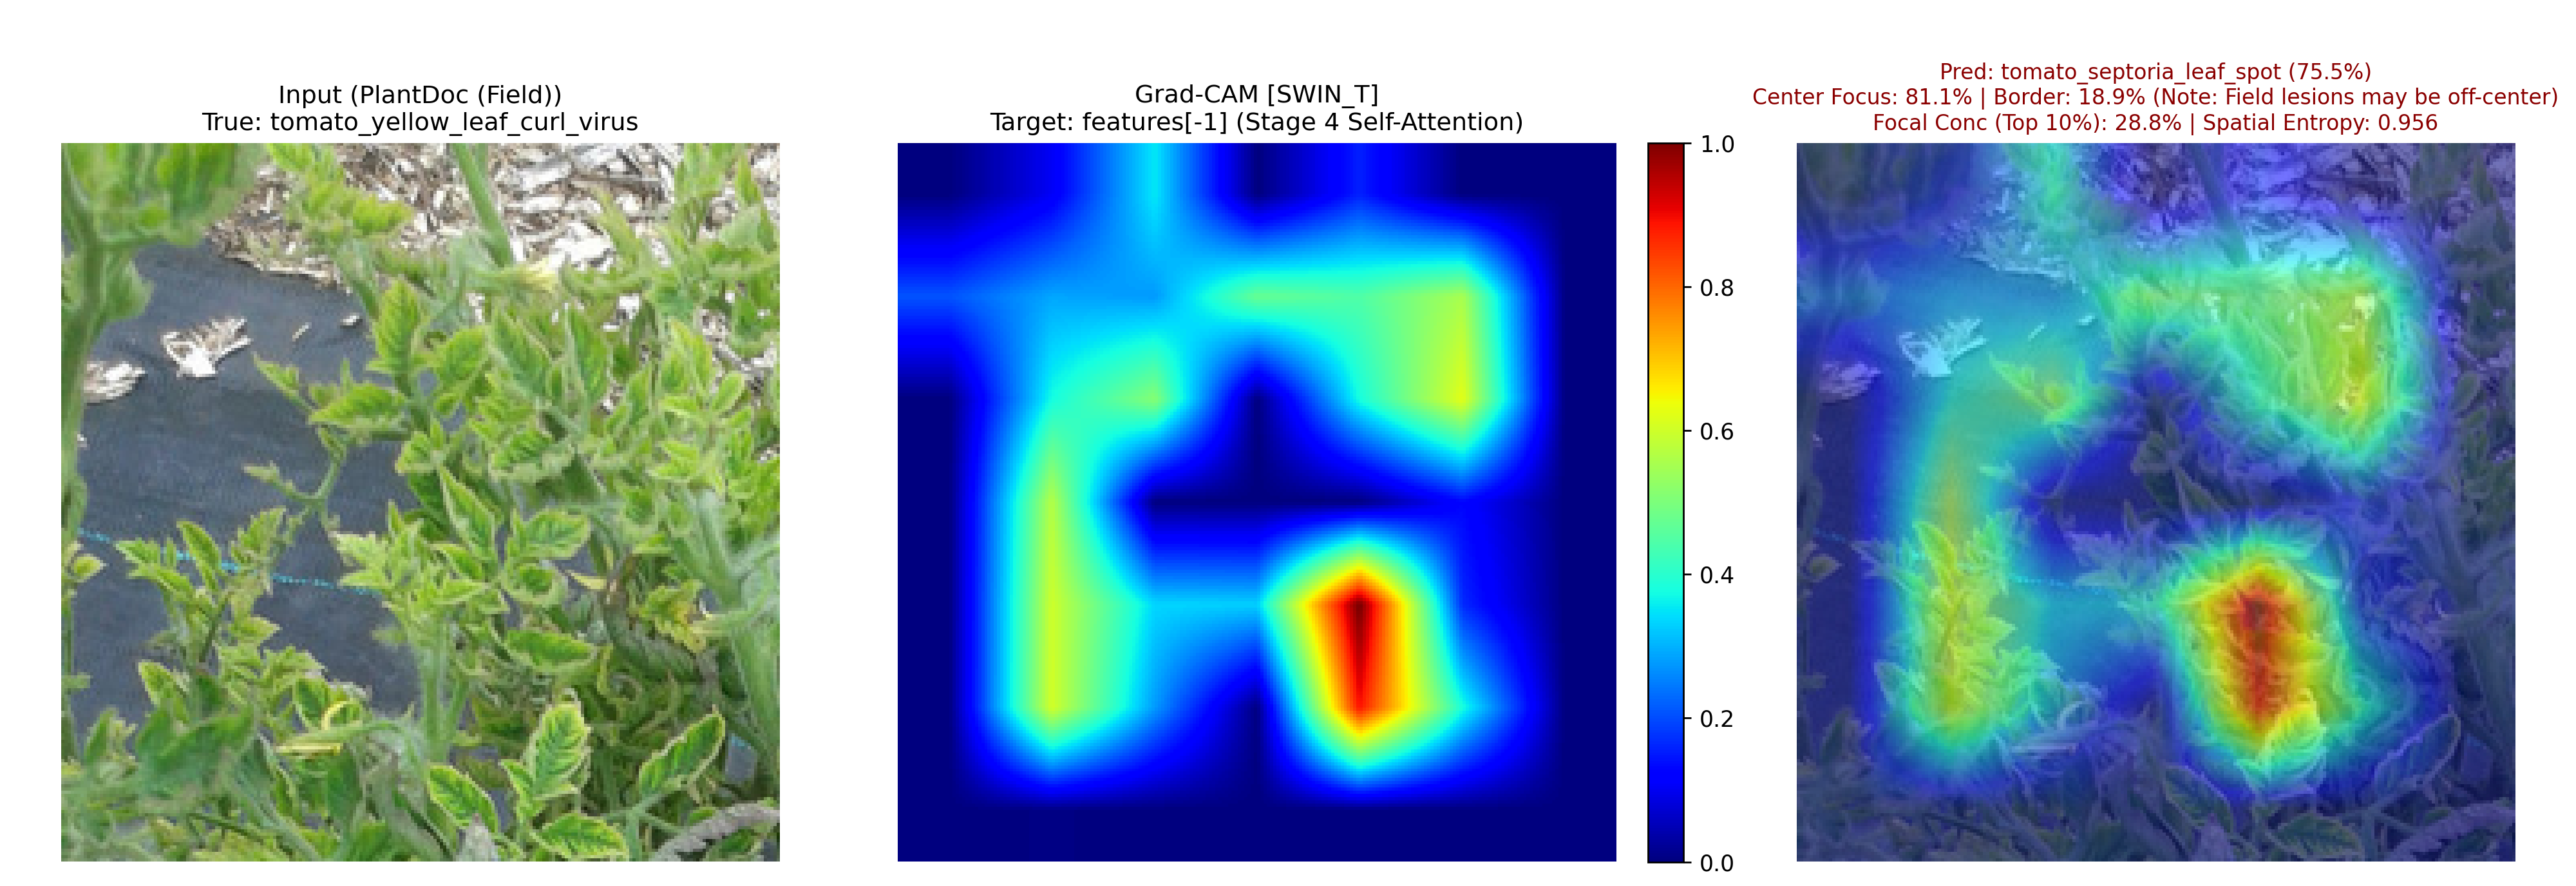 Input (PlantDoc (Field))
True: tomato_yellow_leaf_curl_virus
Grad-CAM [SWIN_T]
Target: features[-1] (Stage 4 Self-Attention)
1.0
0.8
0.6
0.4
0.2
0.0
Pred: tomato_septoria_leaf_spot (75.5%)
Center Focus: 81.1% | Border: 18.9% (Note: Field lesions may be off-center)
Focal Conc (Top 10%): 28.8% | Spatial Entropy: 0.956